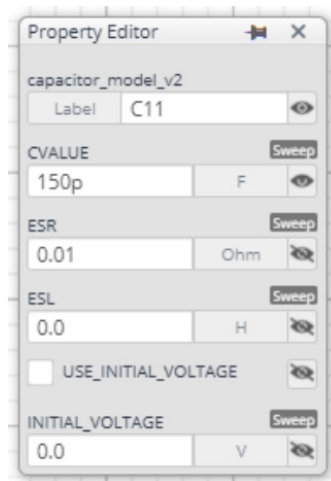 Property Editor
capacitor_model_v2
Label C11
CVALUE Sweep
150p F
ESR Sweep
0.01 Ohm
ESL Sweep
0.0 H
USE_INITIAL_VOLTAGE
INITIAL_VOLTAGE Sweep
0.0 V